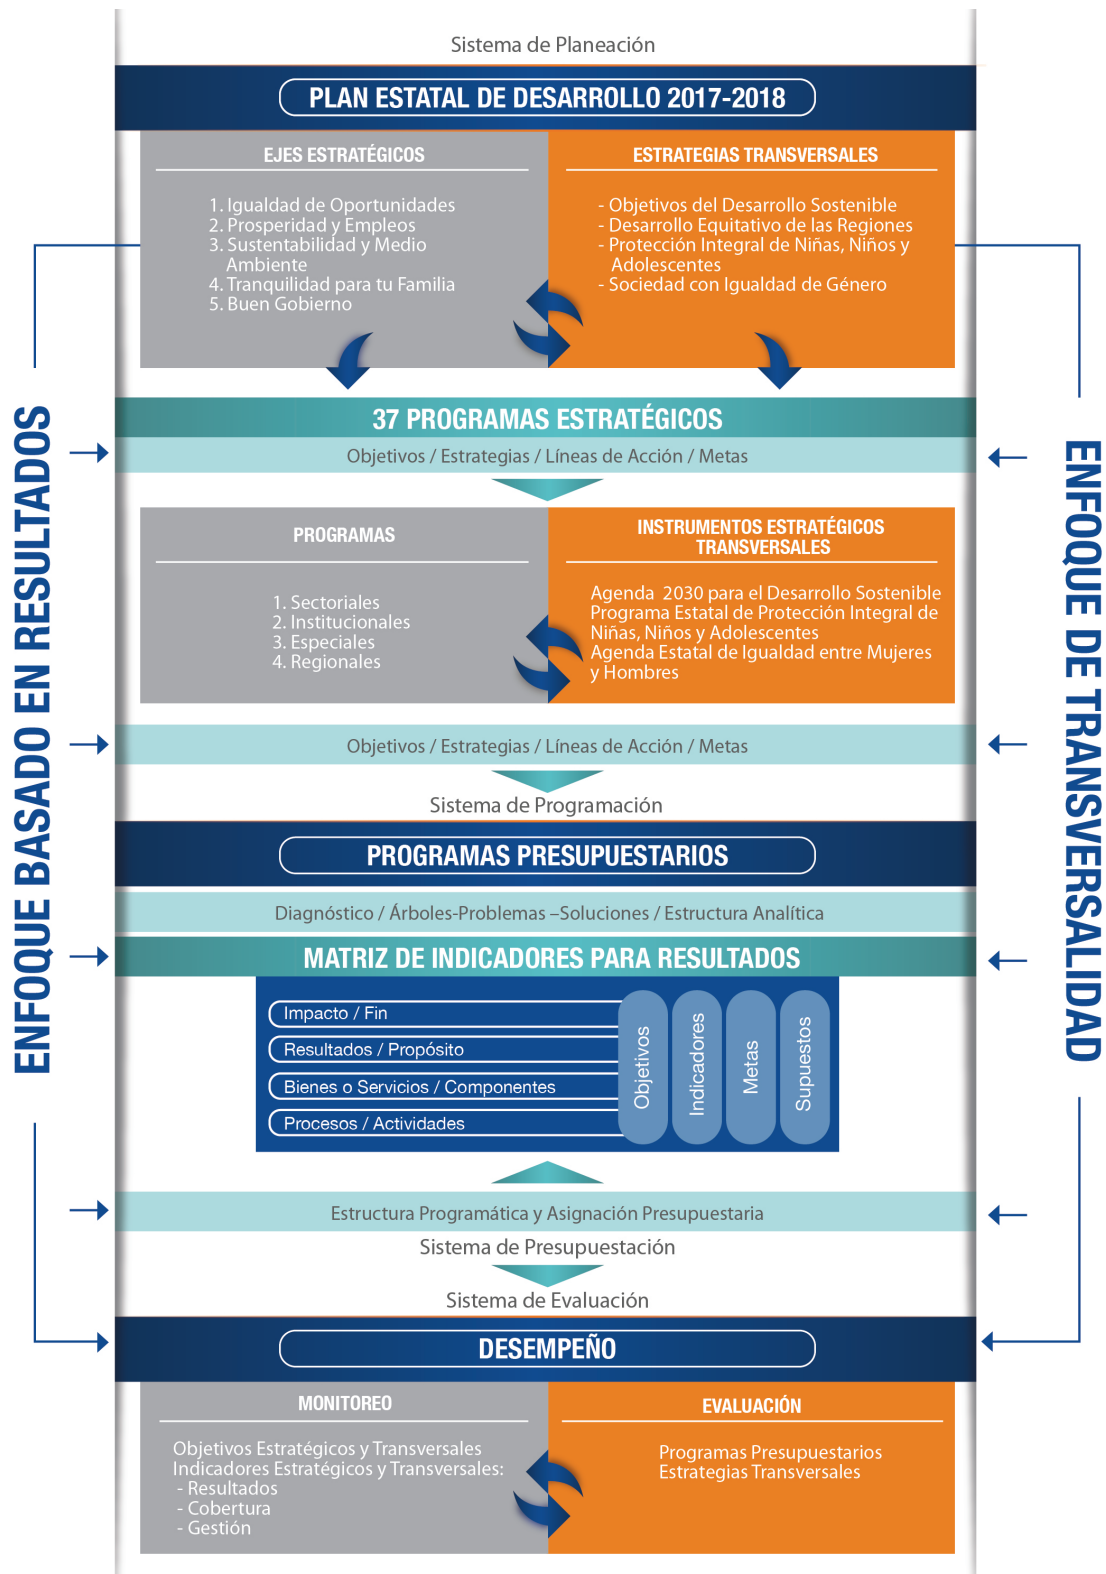 Sistema de Planeación
PLAN ESTATAL DE DESARROLLO 2017-2018
EJES ESTRATÉGICOS
1. Igualdad de Oportunidades
2. Prosperidad y Empleos
3. Sustentabilidad y Medio
Ambiente
4. Tranquilidad para tu Familia
5. Buen Gobierno
ESTRATEGIAS TRANSVERSALES
- Objetivos del Desarrollo Sostenible
- Desarrollo Equitativo de las Regiones
- Protección Integral de Niñas, Niños y
Adolescentes
- Sociedad con Igualdad de Género
ENFOQUE BASADO EN RESULTADOS
ENFOQUE DE TRANSVERSALIDAD
37 PROGRAMAS ESTRATÉGICOS
Objetivos / Estrategias / Líneas de Acción / Metas
PROGRAMAS
1. Sectoriales
2. Institucionales
3. Especiales
4. Regionales
INSTRUMENTOS ESTRATÉGICOS
TRANSVERSALES
Agenda 2030 para el Desarrollo Sostenible
Programa Estatal de Protección Integral de
Niñas, Niños y Adolescentes
Agenda Estatal de Igualdad entre Mujeres
y Hombres
Objetivos / Estrategias / Líneas de Acción / Metas
Sistema de Programación
PROGRAMAS PRESUPUESTARIOS
Diagnóstico / Árboles-Problemas –Soluciones / Estructura Analítica
MATRIZ DE INDICADORES PARA RESULTADOS
Impacto / Fin
Resultados / Propósito
Bienes o Servicios / Componentes
Procesos / Actividades
Objetivos
Indicadores
Metas
Supuestos
Estructura Programática y Asignación Presupuestaria
Sistema de Presupuestación
Sistema de Evaluación
DESEMPEÑO
MONITOREO
Objetivos Estratégicos y Transversales
Indicadores Estratégicos y Transversales:
- Resultados
- Cobertura
- Gestión
EVALUACIÓN
Programas Presupuestarios
Estrategias Transversales